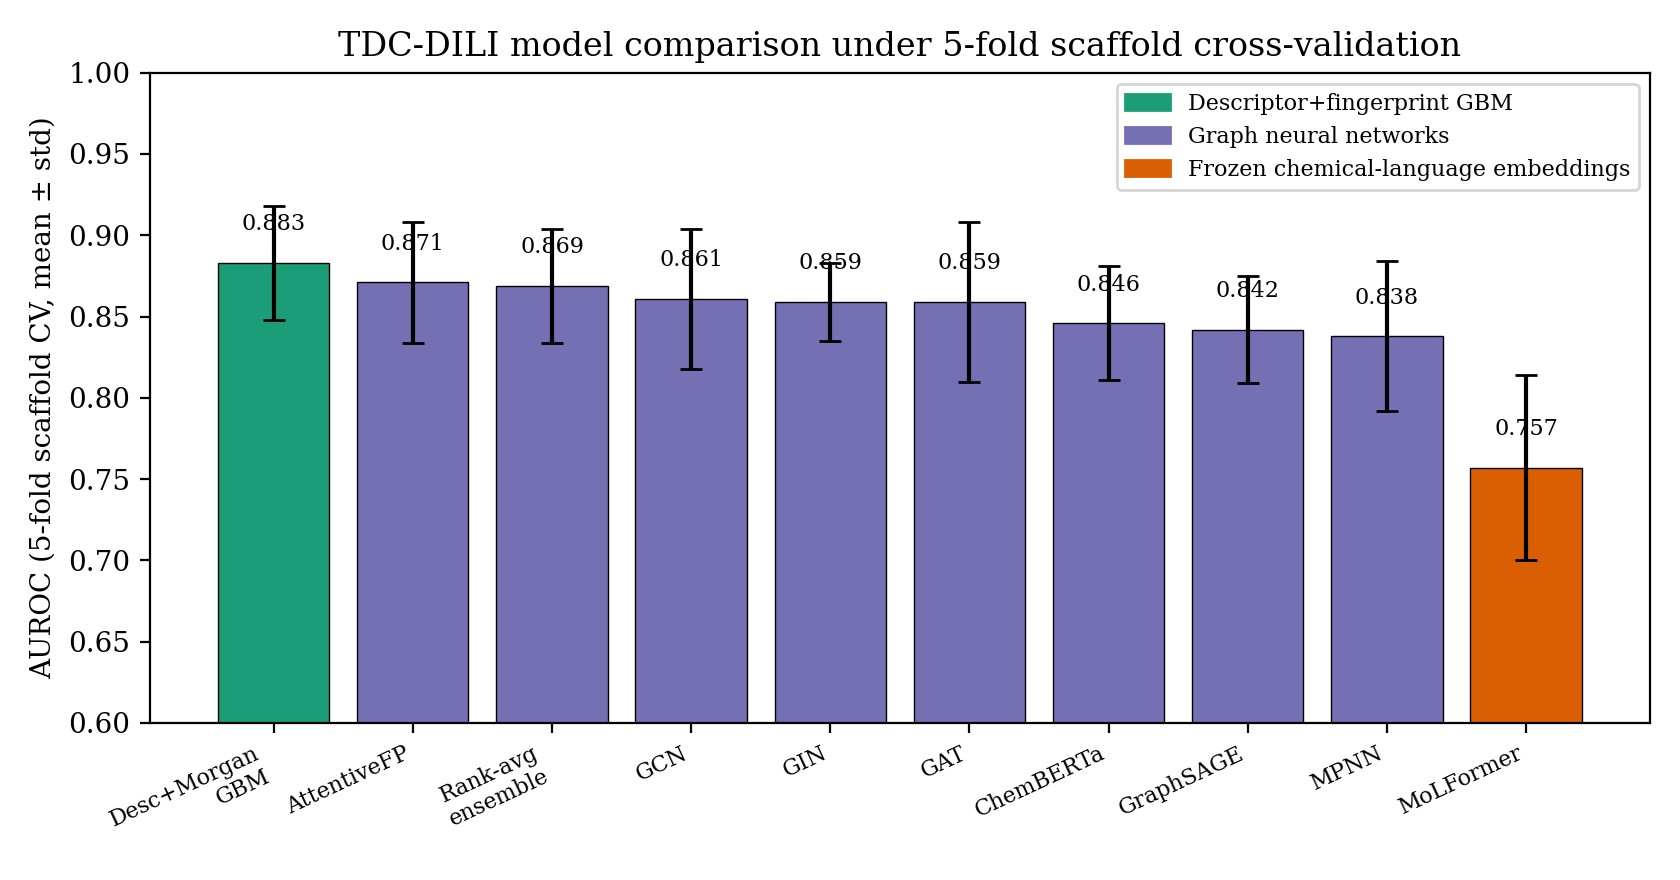 TDC-DILI model comparison under 5-fold scaffold cross-validation
AUROC (5-fold scaffold CV, mean ± std)
1.00
0.95
0.90
0.85
0.80
0.75
0.70
0.65
0.60
Descriptor+fingerprint GBM
Graph neural networks
Frozen chemical-language embeddings
0.883
0.871
0.869
0.861
0.859
0.859
0.846
0.842
0.838
0.757
Desc+Morgan
GBM
AttentiveFP
Rank-avg
ensemble
GCN
GIN
GAT
ChemBERTa
GraphSAGE
MPNN
MoLFormer